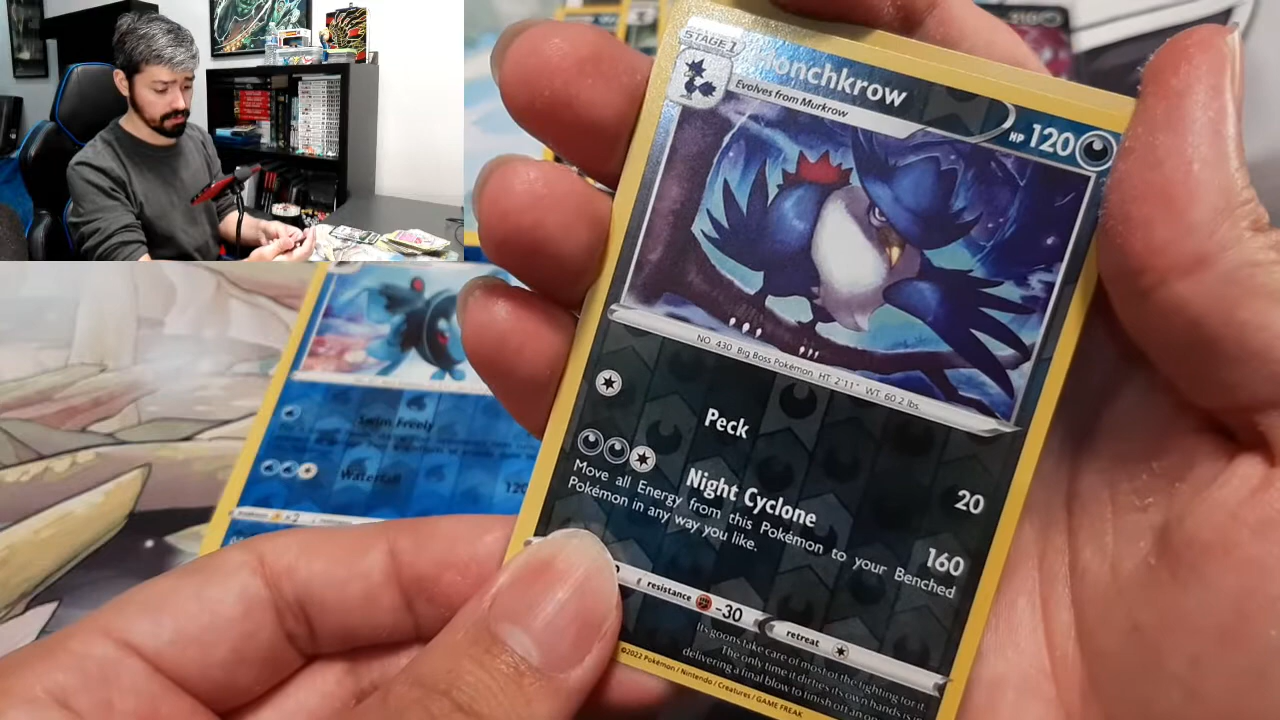 STAGE 1
onchkrow
Evolves from Murkrow
HP 120
NO. 430 Big Boss Pokémon HT: 2'11" WT: 60.2 lbs.
Peck
20
Night Cyclone
160
Move all Energy from this Pokémon to your Benched
Pokémon in any way you like.
resistance -30
retreat
Its goons take care of most of the fighting for it.
The only time it dirties its own hands is in
delivering a final blow to finish off an
©2022 Pokémon / Nintendo / Creatures / GAME FREAK
Swim Freely
Waterfall
120